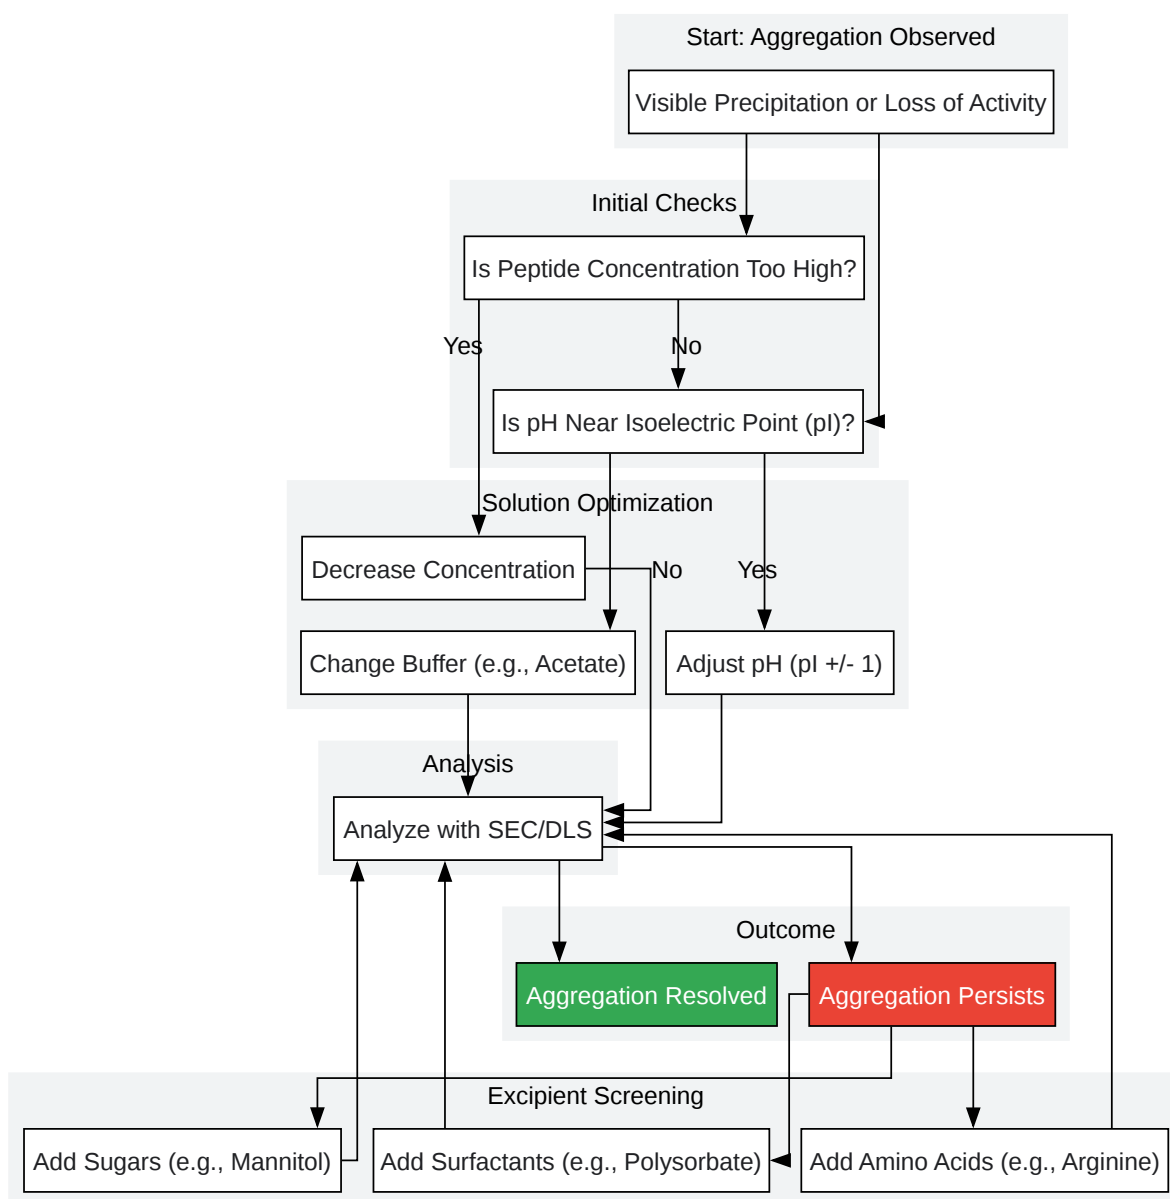 Start: Aggregation Observed
Visible Precipitation or Loss of Activity
Initial Checks
Is Peptide Concentration Too High?
Yes
No
Is pH Near Isoelectric Point (pI)?
Solution Optimization
Decrease Concentration
No
Yes
Change Buffer (e.g., Acetate)
Adjust pH (pI +/- 1)
Analysis
Analyze with SEC/DLS
Outcome
Aggregation Resolved
Aggregation Persists
Excipient Screening
Add Sugars (e.g., Mannitol)
Add Surfactants (e.g., Polysorbate)
Add Amino Acids (e.g., Arginine)